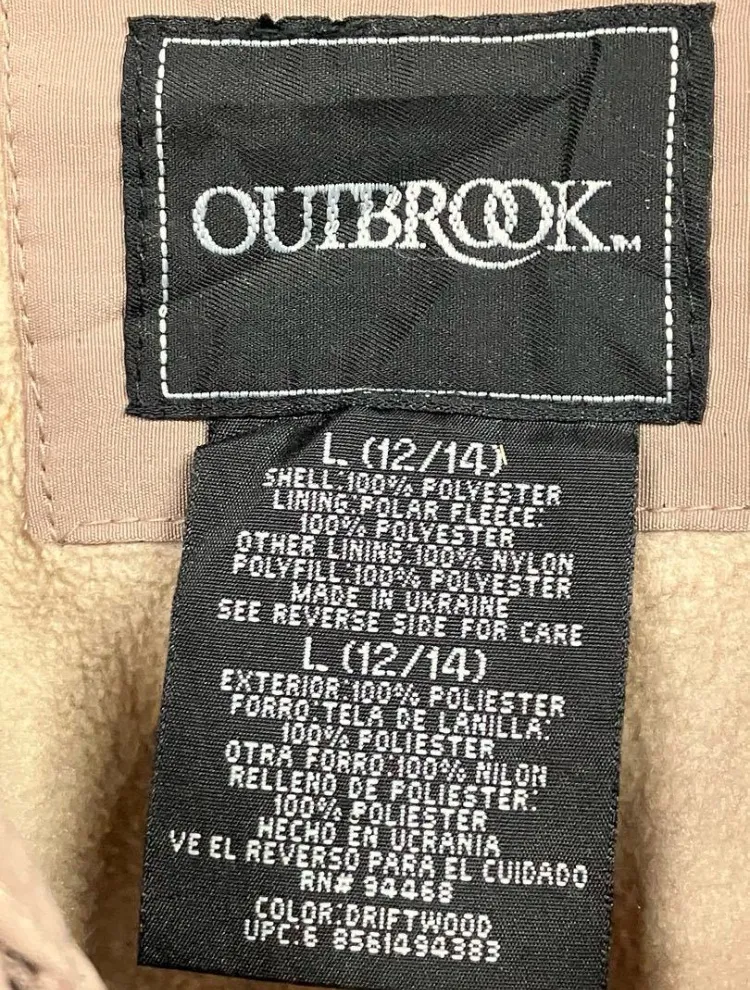 OUTBROOK.™
L (12/14)
SHELL:100% POLYESTER
LINING:POLAR FLEECE:
100% POLYESTER
OTHER LINING:100% NYLON
POLYFILL:100% POLYESTER
MADE IN UKRAINE
SEE REVERSE SIDE FOR CARE
L (12/14)
EXTERIOR:100% POLIESTER
FORRO:TELA DE LANILLA:
100% POLIESTER
OTRA FORRO:100% NILON
RELLENO DE POLIESTER:
100% POLIESTER
HECHO EN UCRANIA
VE EL REVERSO PARA EL CUIDADO
RN# 94468
COLOR:DRIFTWOOD
UPC:6 8561494383